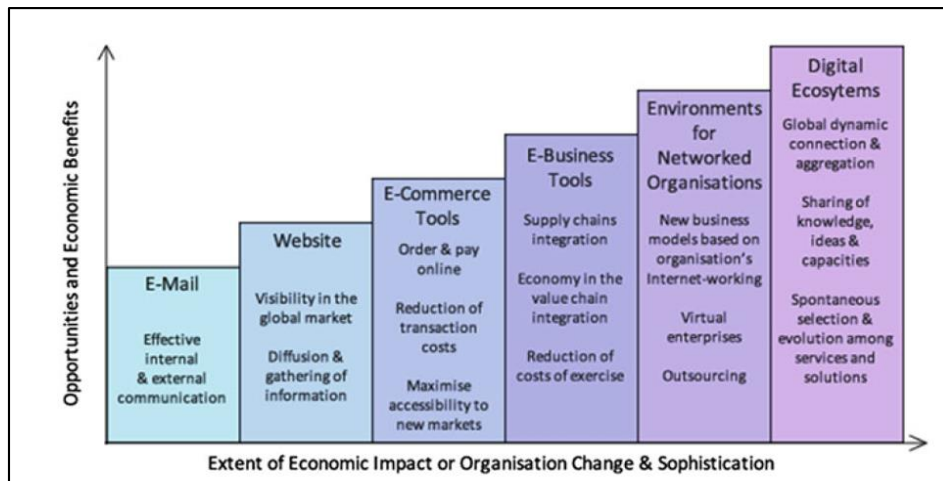 Opportunities and Economic Benefits
E-Mail
Effective
internal
& external
communication
Website
Visibility in the
global market
Diffusion &
gathering of
information
E-Commerce
Tools
Order & pay
online
Reduction of
transaction
costs
Maximise
accessibility to
new markets
E-Business
Tools
Supply chains
integration
Economy in the
value chain
integration
Reduction of
costs of exercise
Environments
for
Networked
Organisations
New business
models based on
organisation's
Internet-working
Virtual
enterprises
Outsourcing
Digital
Ecosytems
Global dynamic
connection &
aggregation
Sharing of
knowledge,
ideas &
capacities
Spontaneous
selection &
evolution among
services and
solutions
Extent of Economic Impact or Organisation Change & Sophistication